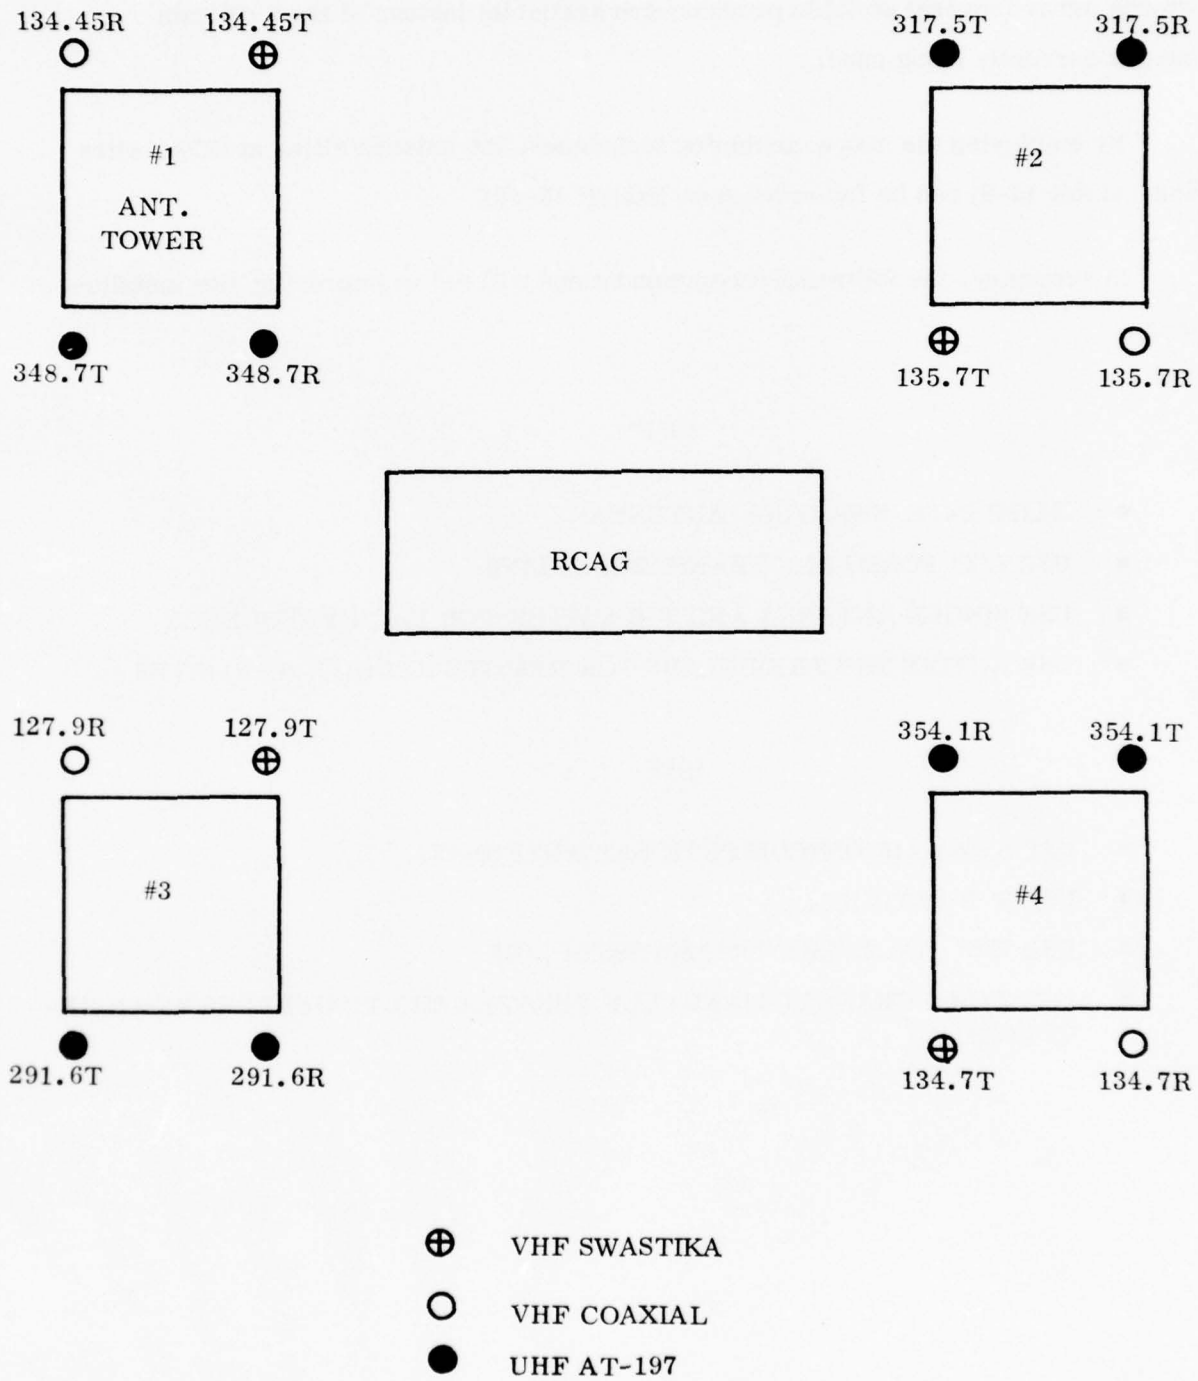 134.45R 134.45T 317.5T 317.5R
#1
ANT.
TOWER
#2
348.7T 348.7R 135.7T 135.7R
RCAG
127.9R 127.9T 354.1R 354.1T
#3 #4
291.6T 291.6R 134.7T 134.7R
VHF SWASTIKA
VHF COAXIAL
UHF AT-197